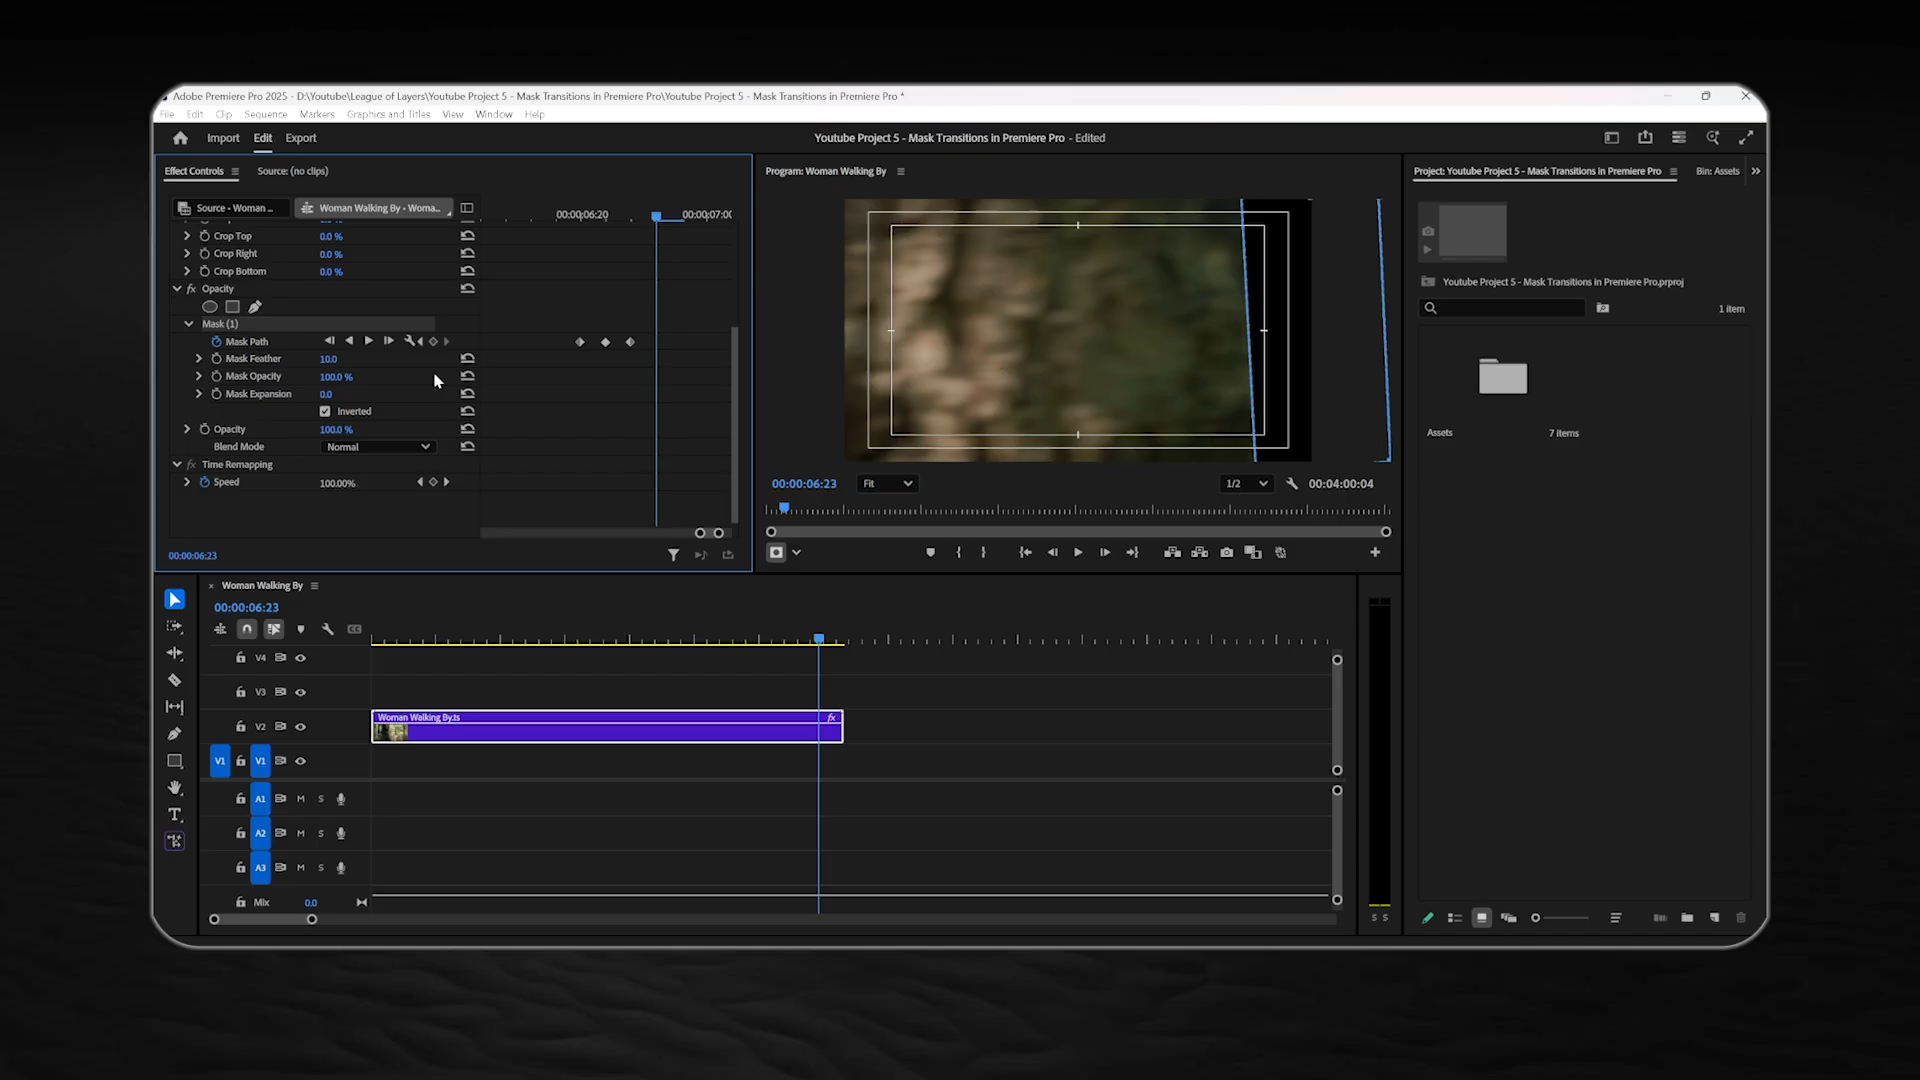 Adobe Premiere Pro 2025 - D:\Youtube\League of Layers\Youtube Project 5 - Mask Transitions in Premiere Pro\Youtube Project 5 - Mask Transitions in Premiere Pro *
File Edit Clip Sequence Markers Graphics and Titles View Window Help
Import Edit Export
Youtube Project 5 - Mask Transitions in Premiere Pro - Edited
Effect Controls
Source: (no clips)
Source - Woman ...
Woman Walking By - Woma...
00:00:06:20
00:00:07:00
Crop Top 0.0 %
Crop Right 0.0 %
Crop Bottom 0.0 %
fx Opacity
Mask (1)
Mask Path
Mask Feather 10.0
Mask Opacity 100.0 %
Mask Expansion 0.0
Inverted
Opacity 100.0 %
Blend Mode Normal
fx Time Remapping
Speed 100.00%
00:00:06:23
Program: Woman Walking By
00:00:06:23
Fit
1/2
00:04:00:04
Project: Youtube Project 5 - Mask Transitions in Premiere Pro
Bin: Assets
Youtube Project 5 - Mask Transitions in Premiere Pro.prproj
1 item
Assets 7 items
Woman Walking By
00:00:06:23
CC
V4
V3
Woman Walking By.ts fx
V2
V1 V1
A1 M S
A2 M S
A3 M S
Mix 0.0
S S